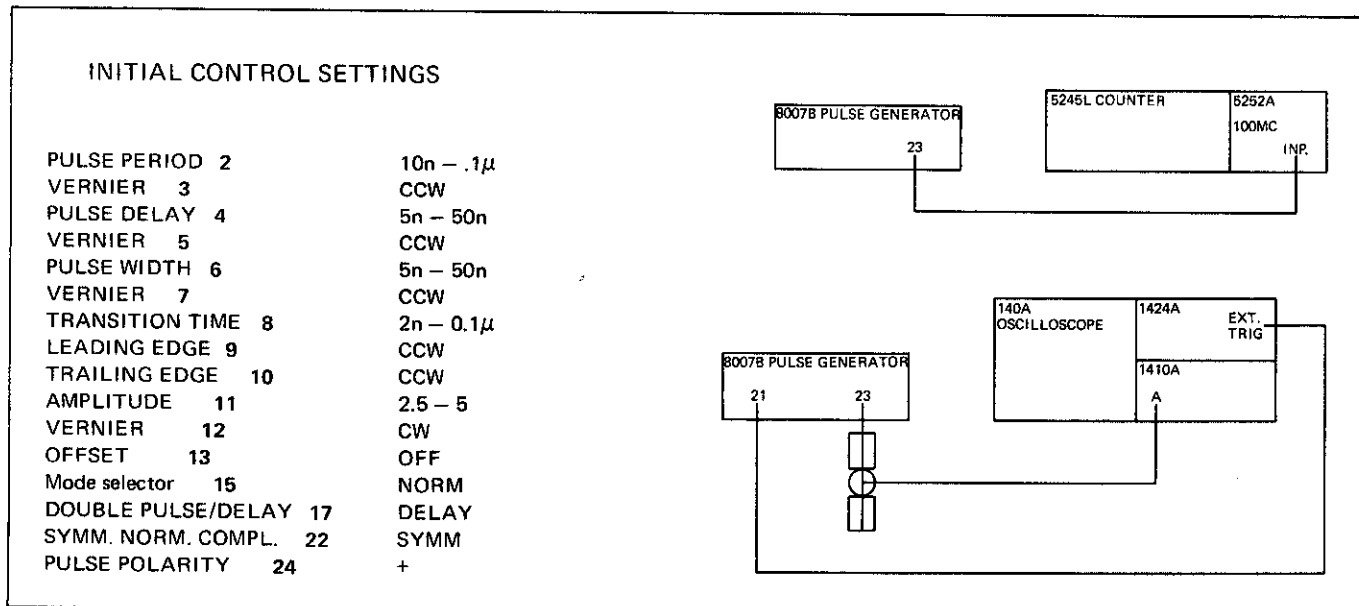 INITIAL CONTROL SETTINGS
PULSE PERIOD 2 10n – .1µ
VERNIER 3 CCW
PULSE DELAY 4 5n – 50n
VERNIER 5 CCW
PULSE WIDTH 6 5n – 50n
VERNIER 7 CCW
TRANSITION TIME 8 2n – 0.1µ
LEADING EDGE 9 CCW
TRAILING EDGE 10 CCW
AMPLITUDE 11 2.5 – 5
VERNIER 12 CW
OFFSET 13 OFF
Mode selector 15 NORM
DOUBLE PULSE/DELAY 17 DELAY
SYMM. NORM. COMPL. 22 SYMM
PULSE POLARITY 24 +
8007B PULSE GENERATOR
23
5245L COUNTER
5252A
100MC
INP.
8007B PULSE GENERATOR
21 23
140A
OSCILLOSCOPE
1424A
EXT.
TRIG
1410A
A